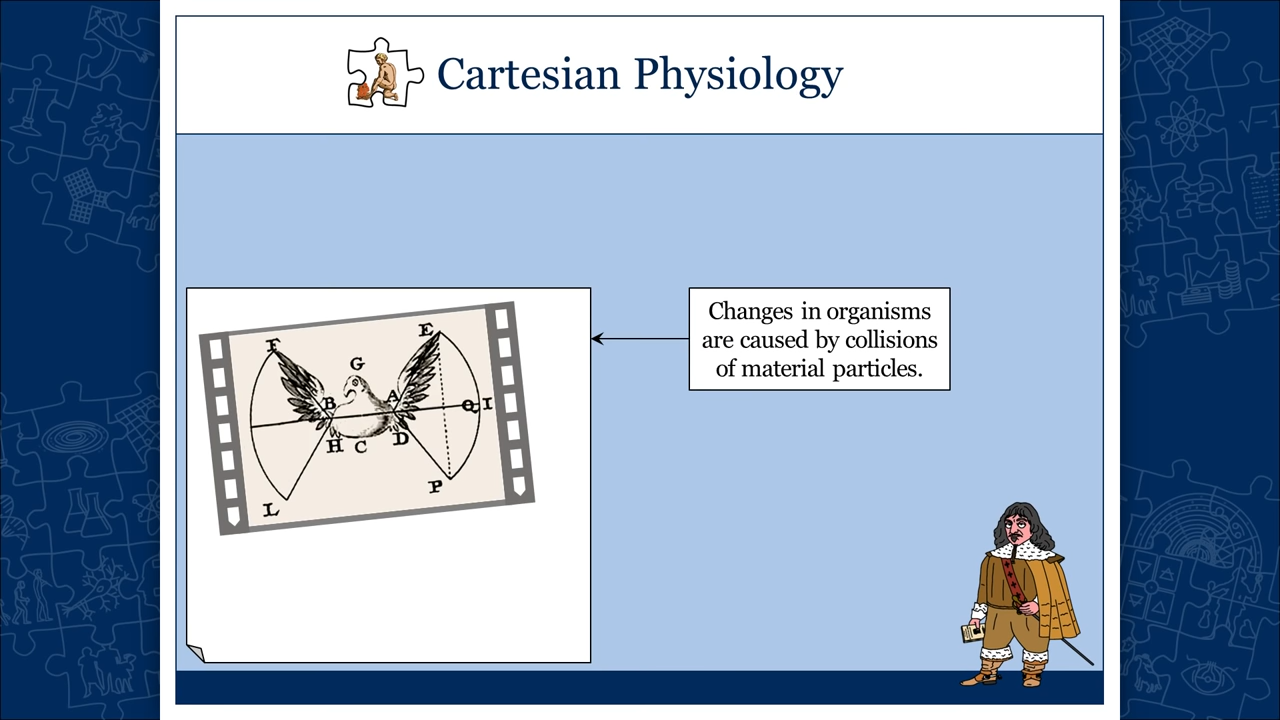 Cartesian Physiology
Changes in organisms
are caused by collisions
of material particles.
F
E
G
B
A
Q I
H C D
P
L